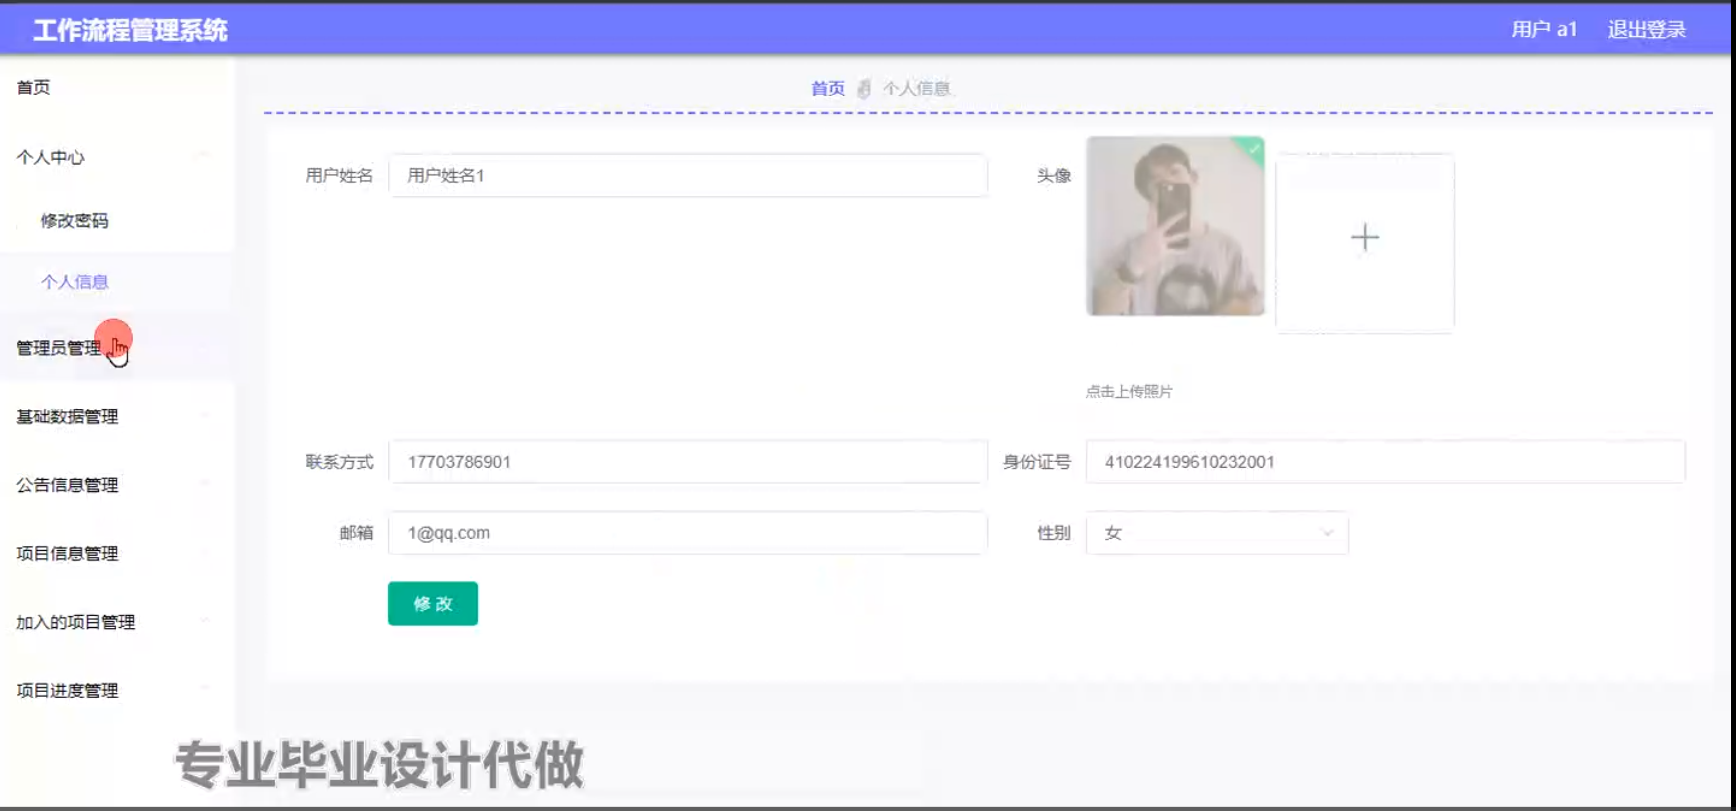 工作流程管理系统
用户 a1
退出登录
首页
个人中心
修改密码
个人信息
管理员管理
基础数据管理
公告信息管理
项目信息管理
加入的项目管理
项目进度管理
首页 个人信息
用户姓名 用户姓名1
头像
点击上传照片
联系方式 17703786901
身份证号 410224199610232001
邮箱 1@qq.com
性别 女
修改
专业毕业设计代做